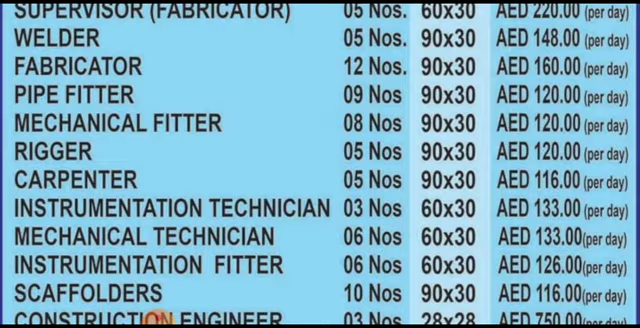 SUPERVISOR (FABRICATOR) 05 Nos. 60x30 AED 220.00 (per day)
WELDER 05 Nos. 90x30 AED 148.00 (per day)
FABRICATOR 12 Nos. 90x30 AED 160.00 (per day)
PIPE FITTER 09 Nos 90x30 AED 120.00 (per day)
MECHANICAL FITTER 08 Nos 90x30 AED 120.00 (per day)
RIGGER 05 Nos 90x30 AED 120.00 (per day)
CARPENTER 05 Nos 90x30 AED 116.00 (per day)
INSTRUMENTATION TECHNICIAN 03 Nos 60x30 AED 133.00 (per day)
MECHANICAL TECHNICIAN 06 Nos 60x30 AED 133.00(per day)
INSTRUMENTATION FITTER 06 Nos 60x30 AED 126.00(per day)
SCAFFOLDERS 10 Nos 90x30 AED 116.00(per day)
CONSTRUCTION ENGINEER 03 Nos 28x28 AED 750.00(per day)